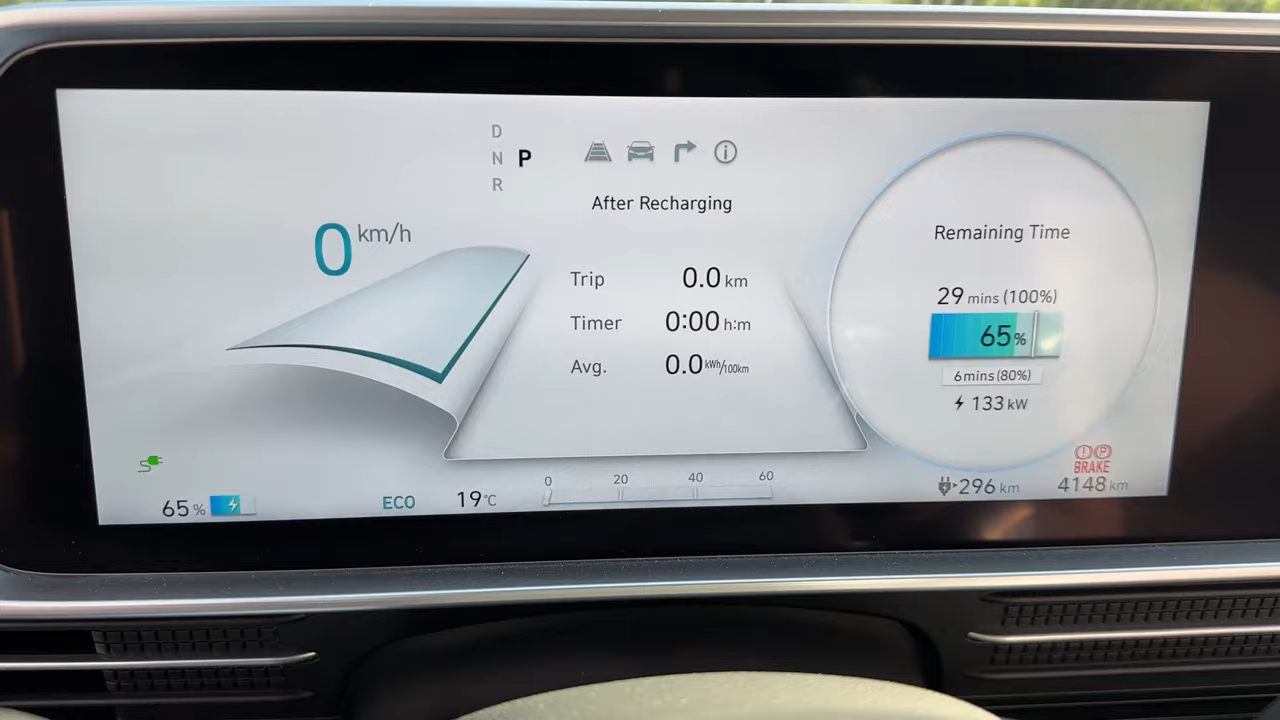 D
N P
R
After Recharging
0 km/h
Trip 0.0 km
Timer 0:00 h:m
Avg. 0.0 kWh/100km
Remaining Time
29 mins (100%)
65%
6 mins (80%)
133 kW
0 20 40 60
65%
ECO
19°C
296 km
BRAKE
4148 km